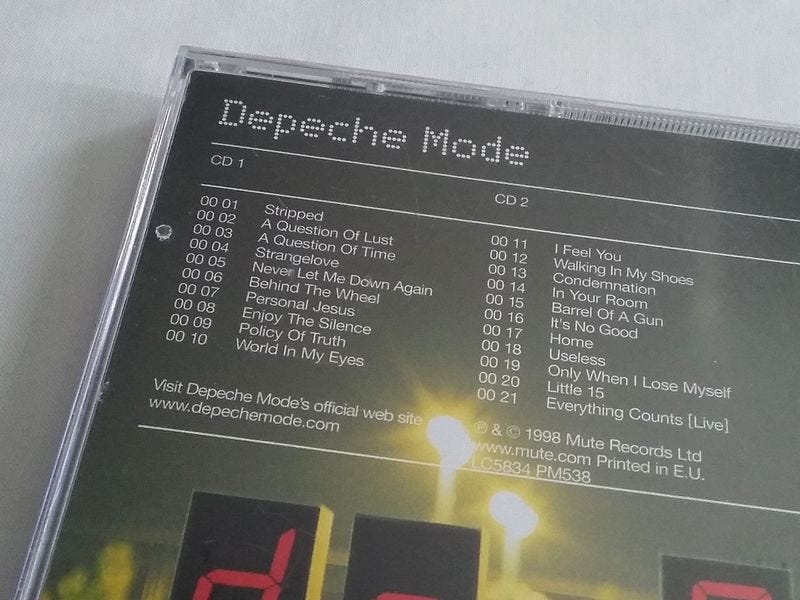 Depeche Mode
CD 1
00 01 Stripped
00 02 A Question Of Lust
00 03 A Question Of Time
00 04 Strangelove
00 05 Never Let Me Down Again
00 06 Behind The Wheel
00 07 Personal Jesus
00 08 Enjoy The Silence
00 09 Policy Of Truth
00 10 World In My Eyes
Visit Depeche Mode's official web site
www.depechemode.com
CD 2
00 11 I Feel You
00 12 Walking In My Shoes
00 13 Condemnation
00 14 In Your Room
00 15 Barrel Of A Gun
00 16 It's No Good
00 17 Home
00 18 Useless
00 19 Only When I Lose Myself
00 20 Little 15
00 21 Everything Counts [Live]
℗ & © 1998 Mute Records Ltd
www.mute.com Printed in E.U.
LC5834 PM538